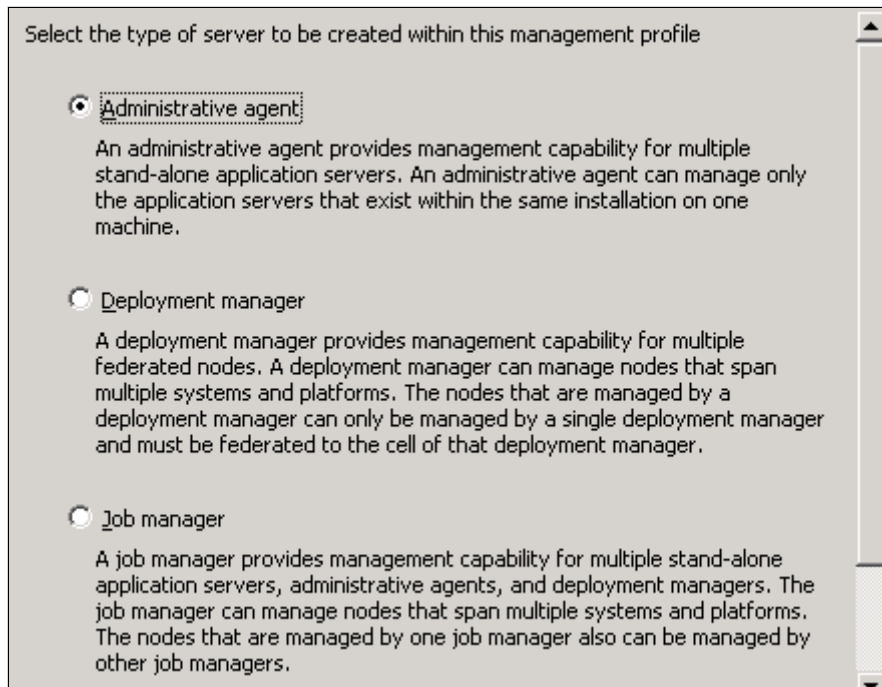 Select the type of server to be created within this management profile
Administrative agent
An administrative agent provides management capability for multiple
stand-alone application servers. An administrative agent can manage only
the application servers that exist within the same installation on one
machine.
Deployment manager
A deployment manager provides management capability for multiple
federated nodes. A deployment manager can manage nodes that span
multiple systems and platforms. The nodes that are managed by a
deployment manager can only be managed by a single deployment manager
and must be federated to the cell of that deployment manager.
Job manager
A job manager provides management capability for multiple stand-alone
application servers, administrative agents, and deployment managers. The
job manager can manage nodes that span multiple systems and platforms.
The nodes that are managed by one job manager also can be managed by
other job managers.